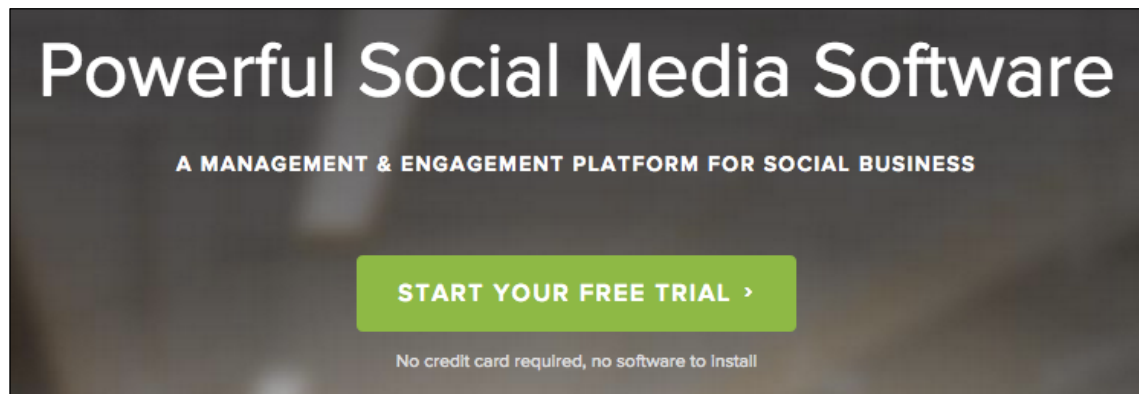 Powerful Social Media Software
A MANAGEMENT & ENGAGEMENT PLATFORM FOR SOCIAL BUSINESS
START YOUR FREE TRIAL ›
No credit card required, no software to install